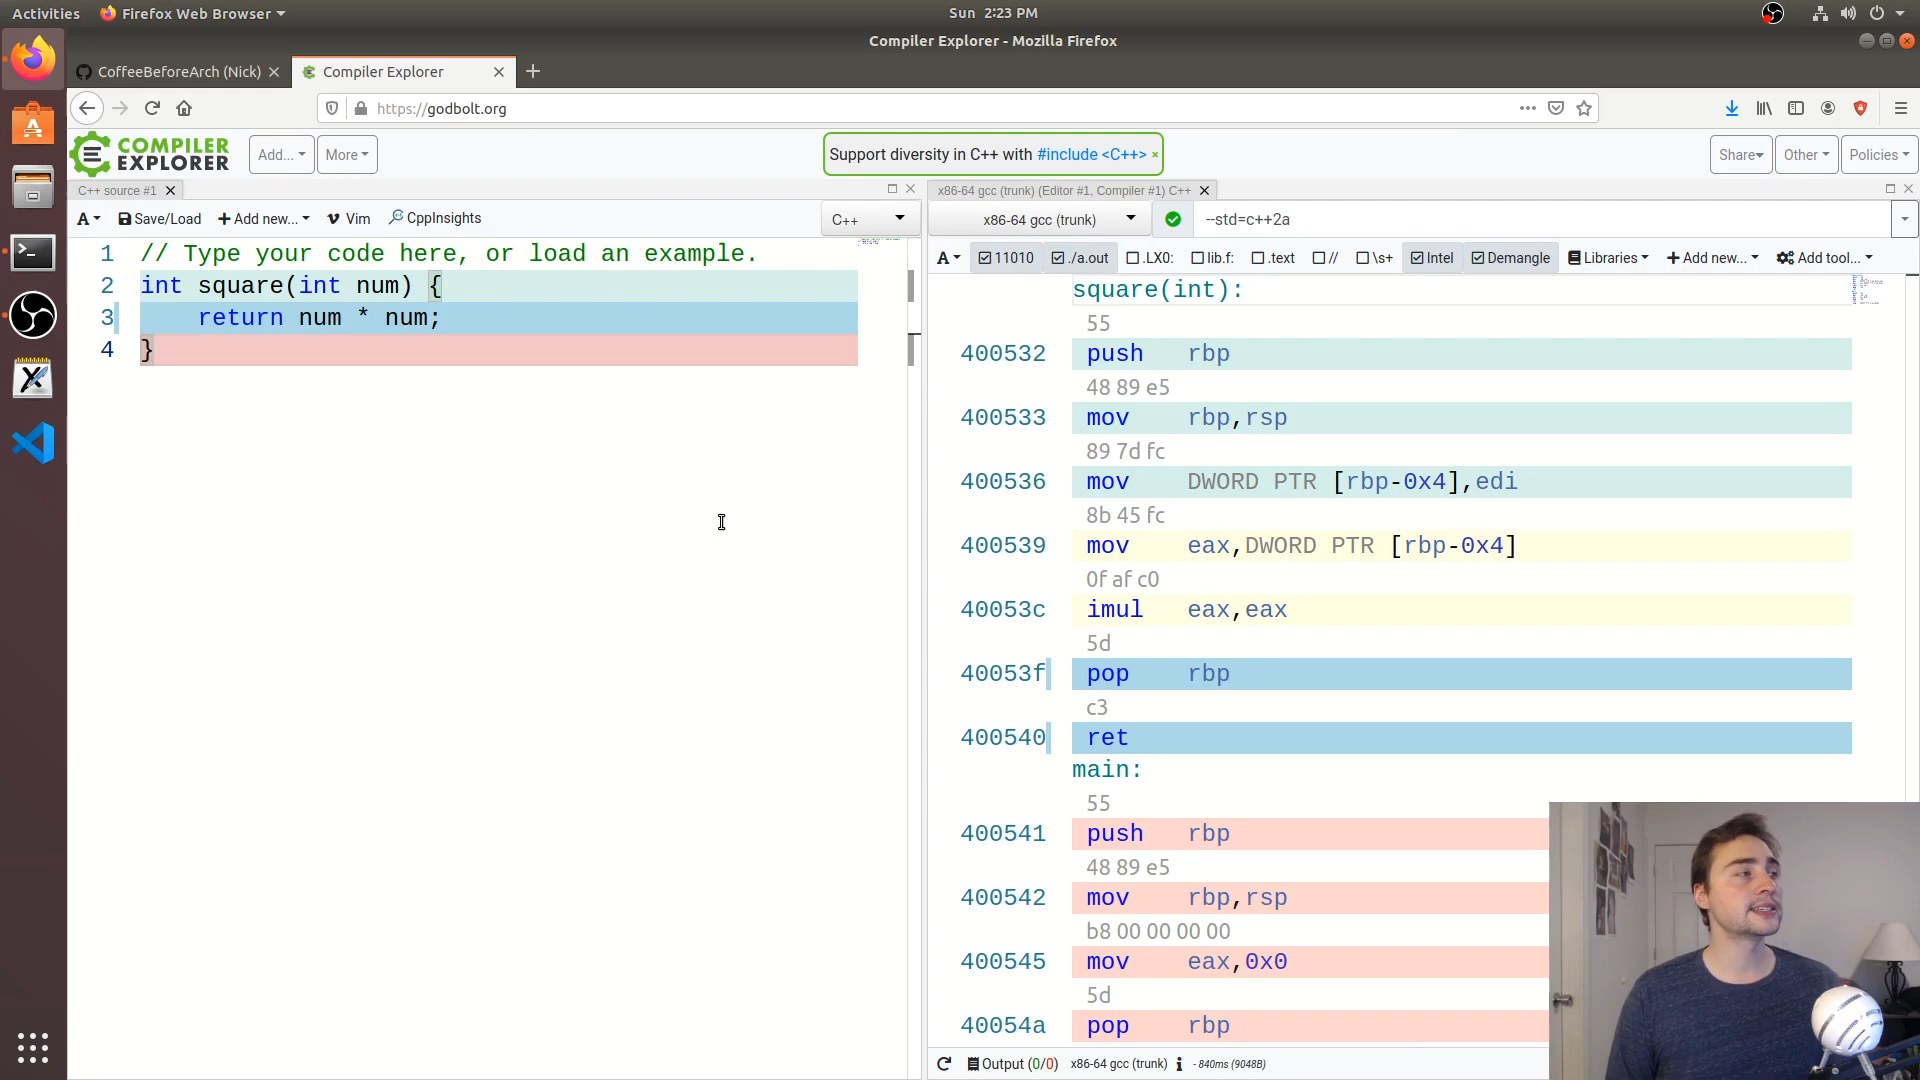 Activities Firefox Web Browser Sun 2:23 PM
Compiler Explorer - Mozilla Firefox
CoffeeBeforeArch (Nick) Compiler Explorer
https://godbolt.org
COMPILER EXPLORER Add... More Support diversity in C++ with #include <C++> × Share Other Policies
C++ source #1
A Save/Load + Add new... Vim CppInsights C++
1 // Type your code here, or load an example.
2 int square(int num) {
3 return num * num;
4 }
x86-64 gcc (trunk) (Editor #1, Compiler #1) C++
x86-64 gcc (trunk) --std=c++2a
A 11010 ./a.out .LX0: lib.f: .text // \s+ Intel Demangle Libraries + Add new... Add tool...
square(int):
55
400532 push rbp
48 89 e5
400533 mov rbp,rsp
89 7d fc
400536 mov DWORD PTR [rbp-0x4],edi
8b 45 fc
400539 mov eax,DWORD PTR [rbp-0x4]
0f af c0
40053c imul eax,eax
5d
40053f pop rbp
c3
400540 ret
main:
55
400541 push rbp
48 89 e5
400542 mov rbp,rsp
b8 00 00 00 00
400545 mov eax,0x0
5d
40054a pop rbp
Output (0/0) x86-64 gcc (trunk) i - 840ms (9048B)